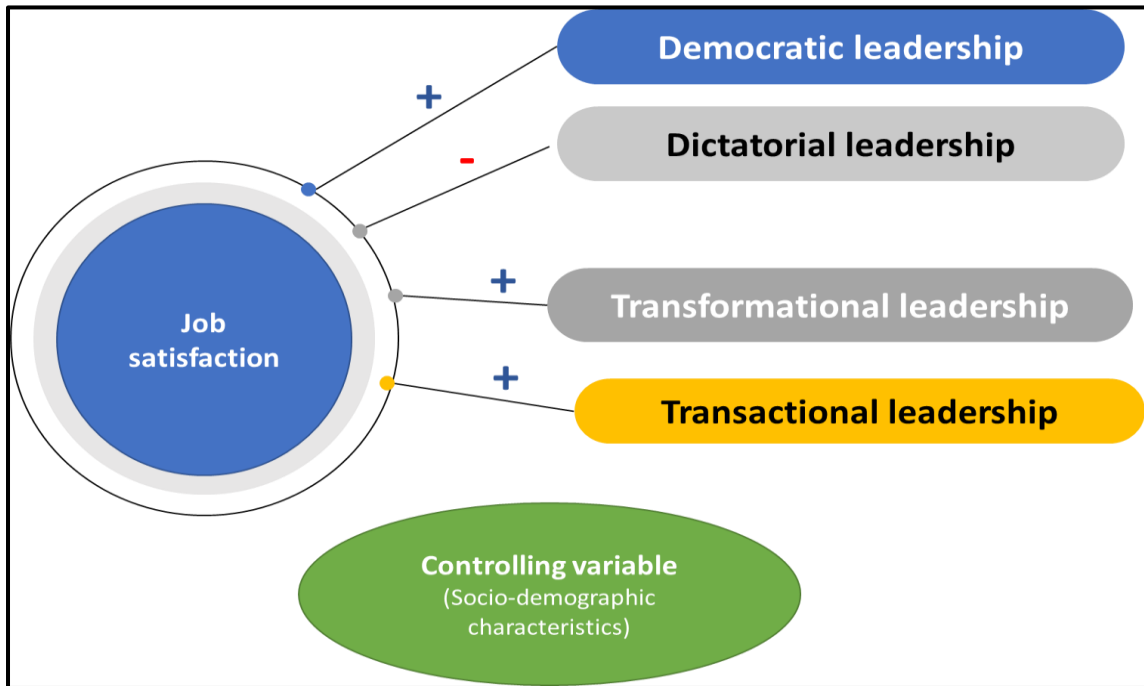 Democratic leadership
+
Dictatorial leadership
-
Transformational leadership
+
Transactional leadership
+
Job
satisfaction
Controlling variable
(Socio-demographic
characteristics)